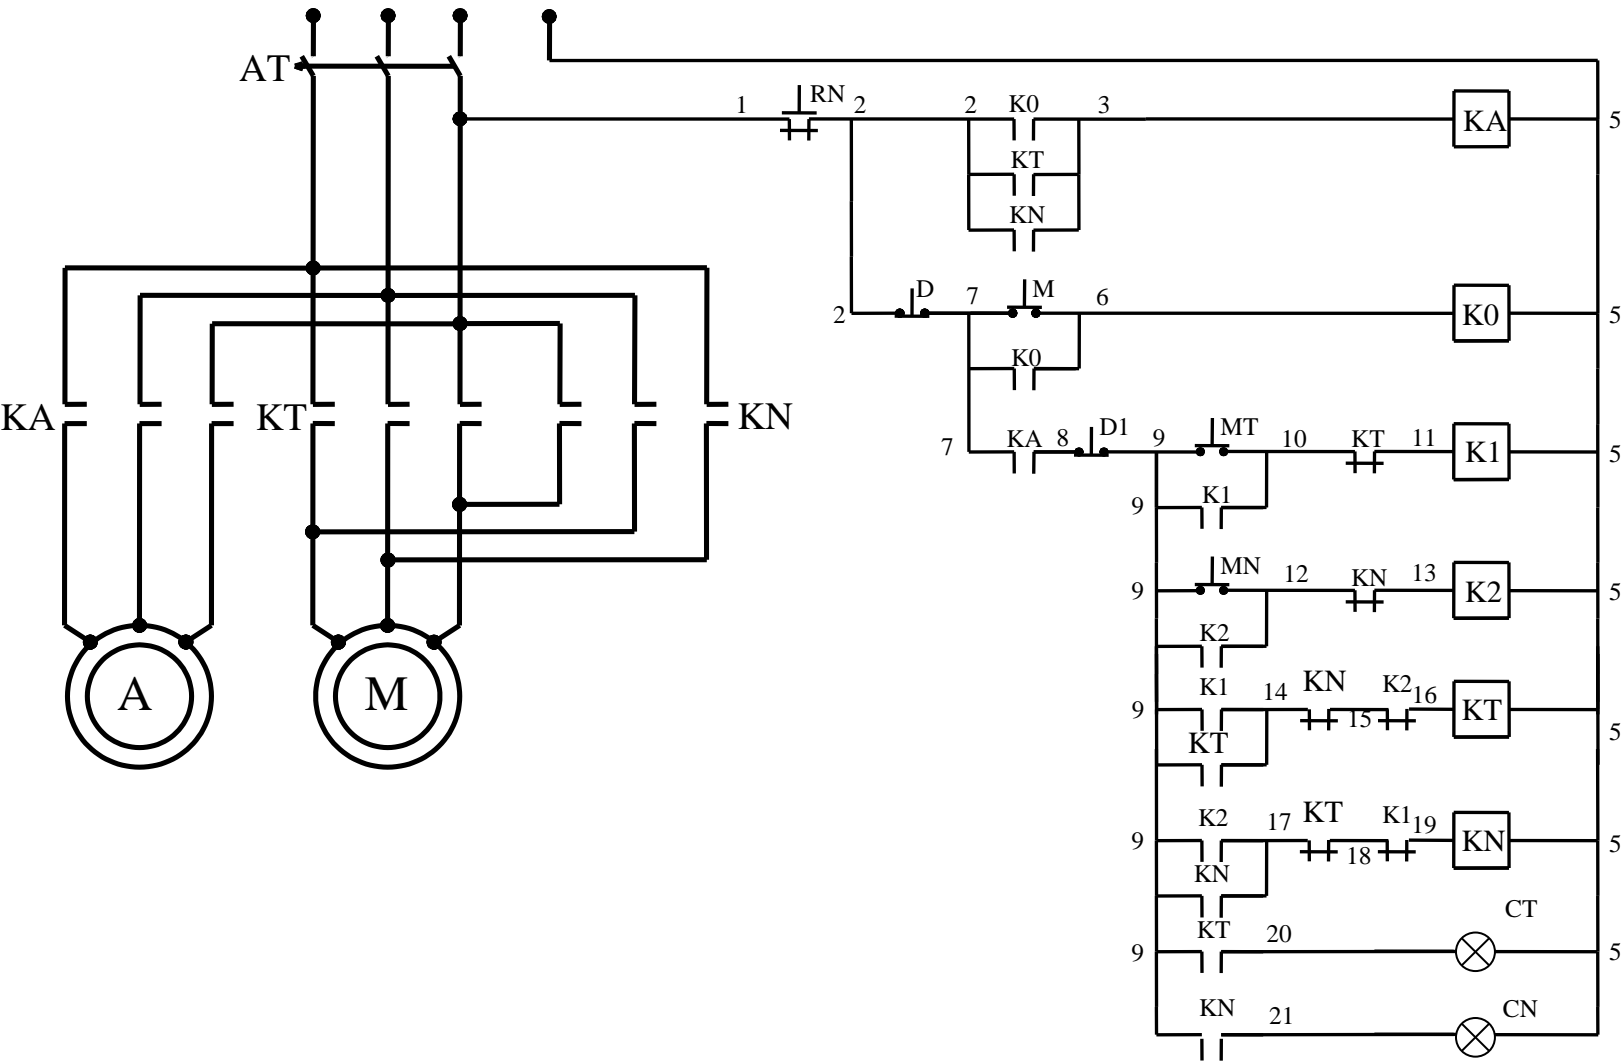 AT
1 RN 2 2 K0 3 KA 5
KT
KN
2 D 7 M 6 K0 5
K0
KA KT KN
7 KA 8 D1 9 MT 10 KT 11 K1 5
9 K1
9 MN 12 KN 13 K2 5
K2
9 K1 14 KN 15 K2 16 KT 5
KT
A M
9 K2 17 KT 18 K1 19 KN 5
KN
CT
9 KT 20 5
CN
KN 21